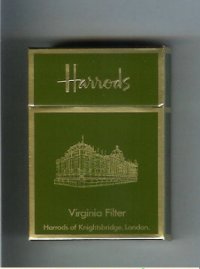 Harrods
Virginia Filter
Harrods of Knightsbridge, London.